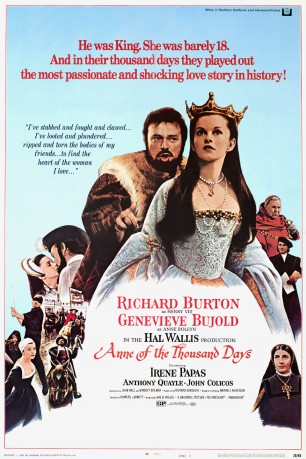 He was King. She was barely 18.
And in their thousand days they played out
the most passionate and shocking love story in history!
"I've stabbed and fought and clawed...
I've looted and plundered...
ripped and torn the bodies of my
friends...to find the
heart of the woman
I love..."
RICHARD BURTON
AS HENRY VIII
GENEVIEVE BUJOLD
AS ANNE BOLEYN
IN THE HAL WALLIS PRODUCTION
Anne of the Thousand Days
IRENE PAPAS
ANTHONY QUAYLE-JOHN COLICOS